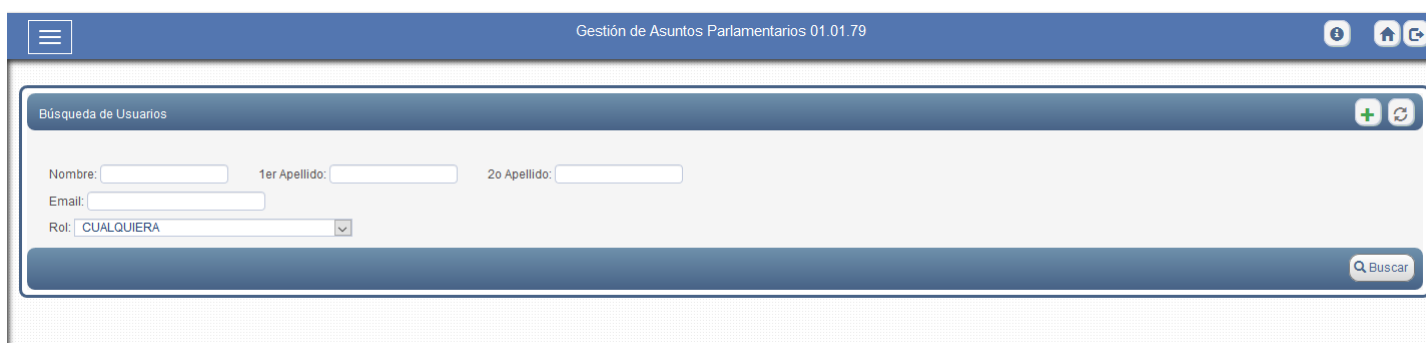 Gestión de Asuntos Parlamentarios 01.01.79
Búsqueda de Usuarios
Nombre: 1er Apellido: 2o Apellido:
Email:
Rol: CUALQUIERA
Buscar